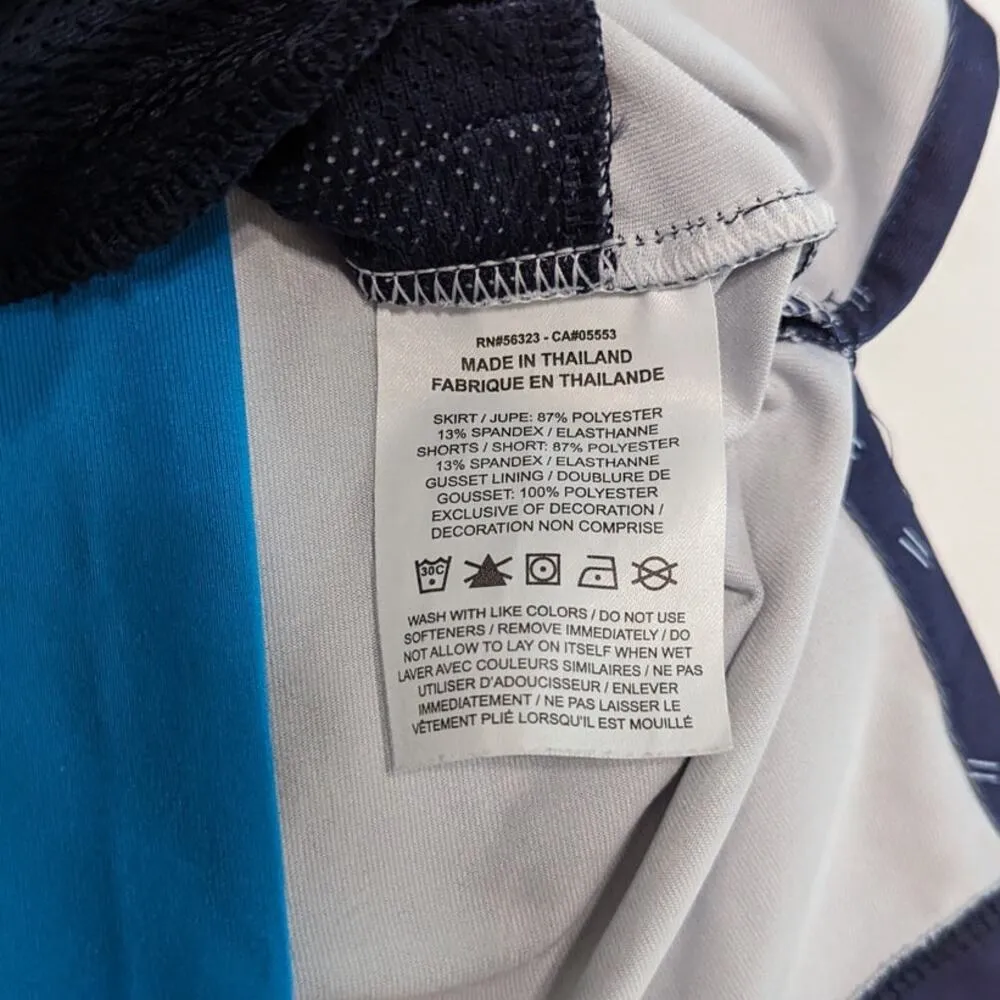 RN#56323 - CA#05553
MADE IN THAILAND
FABRIQUE EN THAILANDE
SKIRT / JUPE: 87% POLYESTER
13% SPANDEX / ELASTHANNE
SHORTS / SHORT: 87% POLYESTER
13% SPANDEX / ELASTHANNE
GUSSET LINING / DOUBLURE DE
GOUSSET: 100% POLYESTER
EXCLUSIVE OF DECORATION /
DECORATION NON COMPRISE
30C
WASH WITH LIKE COLORS / DO NOT USE
SOFTENERS / REMOVE IMMEDIATELY / DO
NOT ALLOW TO LAY ON ITSELF WHEN WET
LAVER AVEC COULEURS SIMILAIRES / NE PAS
UTILISER D'ADOUCISSEUR / ENLEVER
IMMEDIATEMENT / NE PAS LAISSER LE
VÊTEMENT PLIÉ LORSQU'IL EST MOUILLÉ